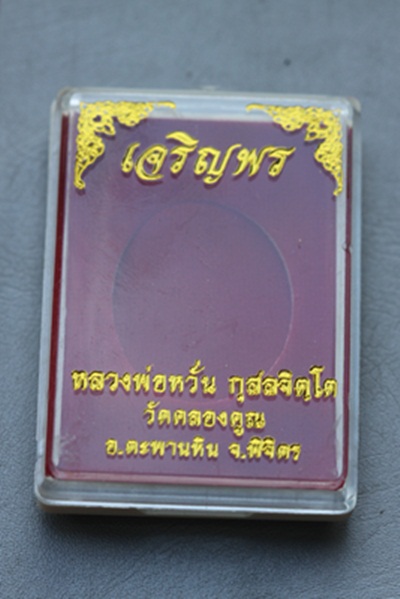 เจริญพร
หลวงพ่อหวั่น กุสลจิตฺโต
วัดคลองคูณ
อ.ตะพานหิน จ.พิจิตร